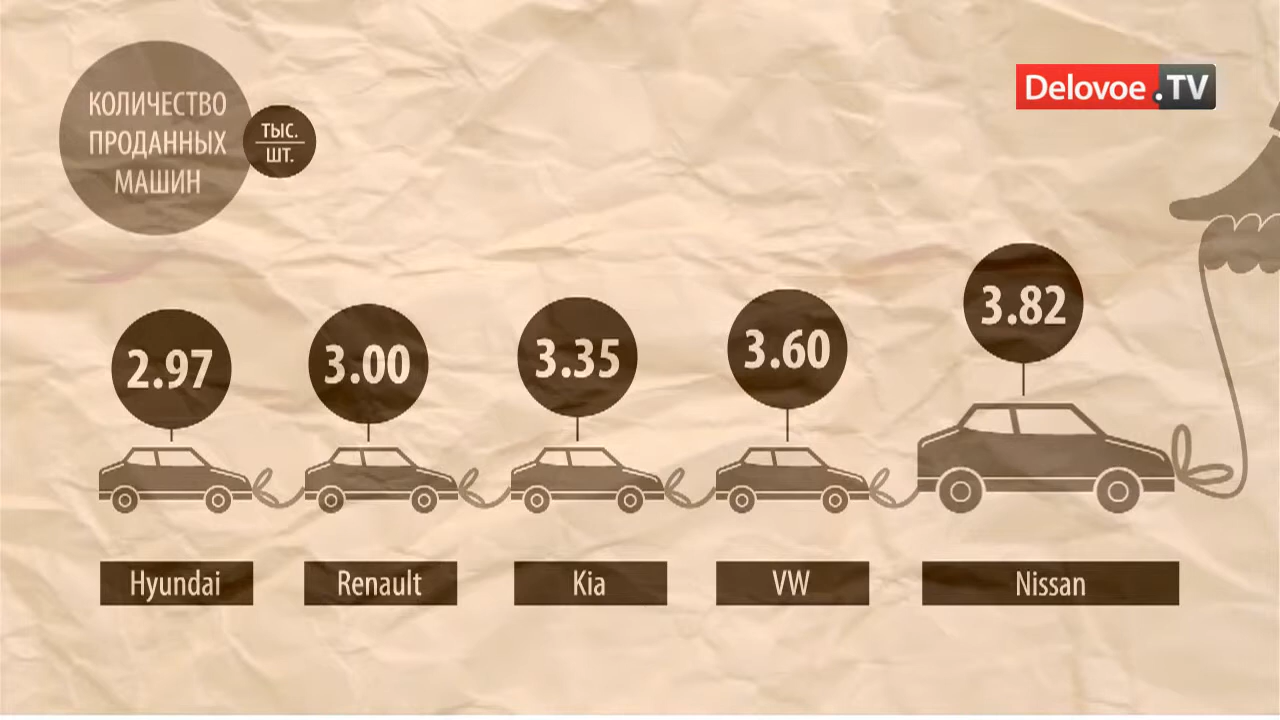 КОЛИЧЕСТВО
ПРОДАННЫХ
МАШИН
ТЫС.
ШТ.
Delovoe.TV
2.97
3.00
3.35
3.60
3.82
Hyundai
Renault
Kia
VW
Nissan